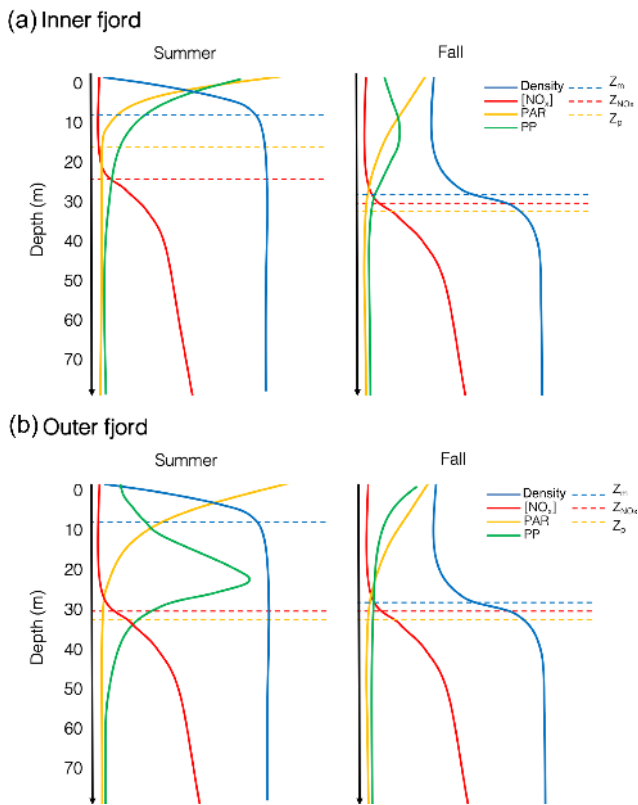 (a) Inner fjord
Summer
Fall
Depth (m)
0
10
20
30
40
50
60
70
Density
[NOₓ]
PAR
PP
Zₘ
Z_NOx
Zₚ
(b) Outer fjord
Summer
Fall
Depth (m)
0
10
20
30
40
50
60
70
Density
[NOₓ]
PAR
PP
Zₘ
Z_NOx
Zₚ